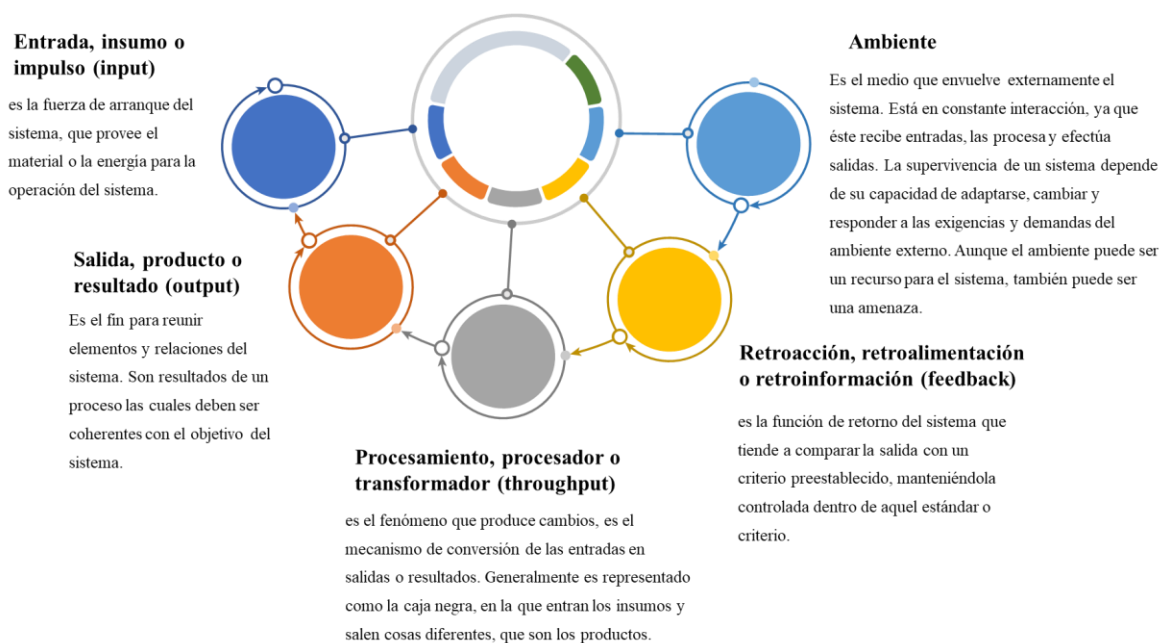 Entrada, insumo o
impulso (input)
es la fuerza de arranque del
sistema, que provee el
material o la energía para la
operación del sistema.
Salida, producto o
resultado (output)
Es el fin para reunir
elementos y relaciones del
sistema. Son resultados de un
proceso las cuales deben ser
coherentes con el objetivo del
sistema.
Procesamiento, procesador o
transformador (throughput)
es el fenómeno que produce cambios, es el
mecanismo de conversión de las entradas en
salidas o resultados. Generalmente es representado
como la caja negra, en la que entran los insumos y
salen cosas diferentes, que son los productos.
Retroacción, retroalimentación
o retroinformación (feedback)
es la función de retorno del sistema que
tiende a comparar la salida con un
criterio preestablecido, manteniéndola
controlada dentro de aquel estándar o
criterio.
Ambiente
Es el medio que envuelve externamente el
sistema. Está en constante interacción, ya que
éste recibe entradas, las procesa y efectúa
salidas. La supervivencia de un sistema depende
de su capacidad de adaptarse, cambiar y
responder a las exigencias y demandas del
ambiente externo. Aunque el ambiente puede ser
un recurso para el sistema, también puede ser
una amenaza.